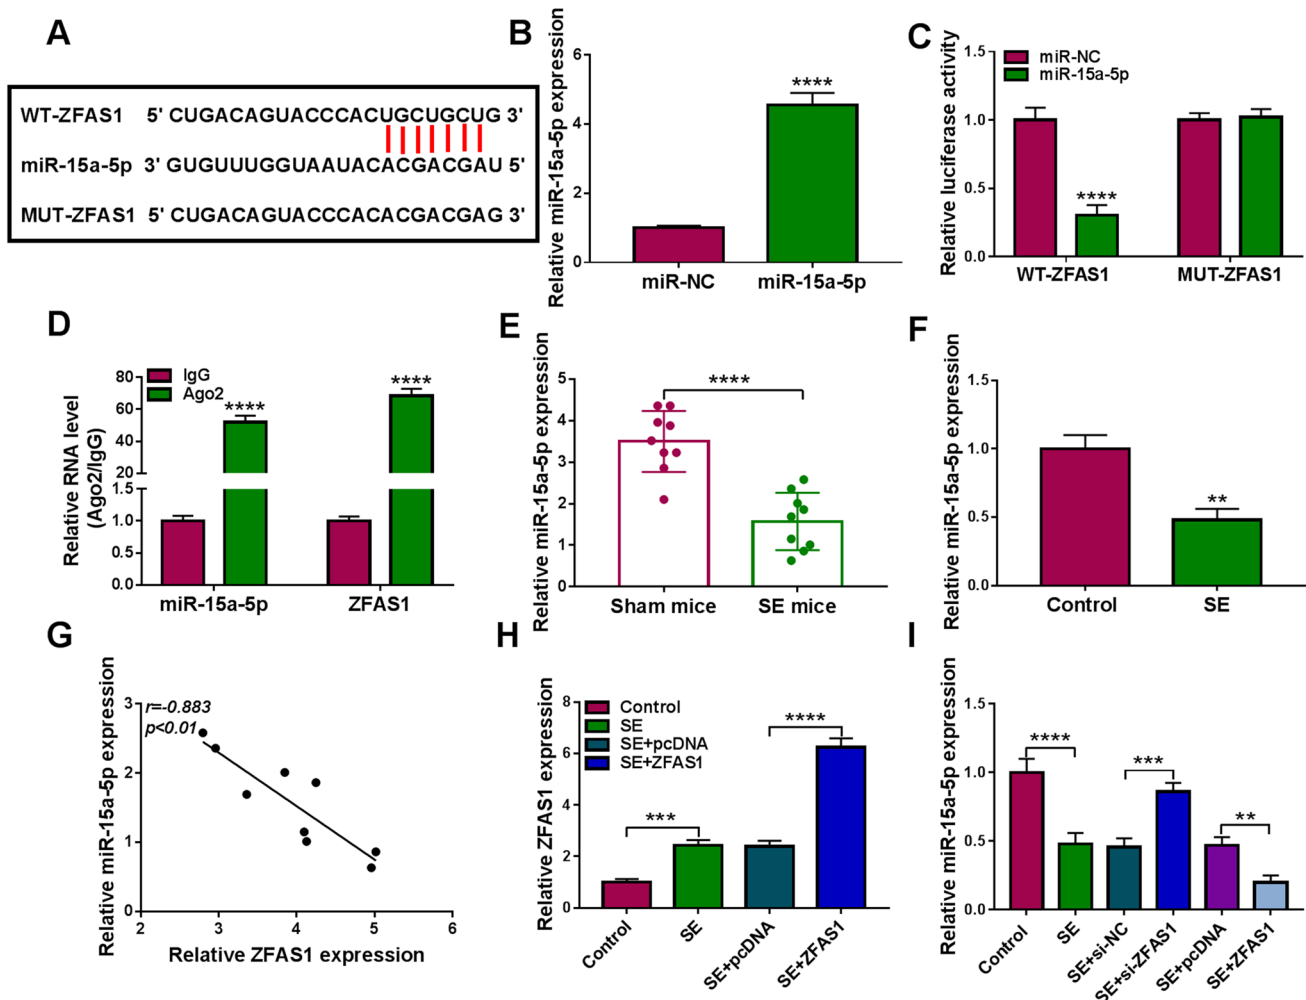 A
WT-ZFAS1 5' CUGACAGUACCCACUGCUGCUG 3'
miR-15a-5p 3' GUGUUUGGUAAUACACGACGAU 5'
MUT-ZFAS1 5' CUGACAGUACCCACACGACGAG 3'
B
Relative miR-15a-5p expression
6
4
2
0
****
miR-NC
miR-15a-5p
C
Relative luciferase activity
1.5
1.0
0.5
0.0
miR-NC
miR-15a-5p
****
WT-ZFAS1
MUT-ZFAS1
D
Relative RNA level
(Ago2/IgG)
80
60
40
20
1.5
1.0
0.5
0.0
IgG
Ago2
****
****
miR-15a-5p
ZFAS1
E
Relative miR-15a-5p expression
5
4
3
2
1
0
****
Sham mice
SE mice
F
Relative miR-15a-5p expression
1.5
1.0
0.5
0.0
**
Control
SE
G
Relative miR-15a-5p expression
3
2
1
0
r=-0.883
p<0.01
2
3
4
5
6
Relative ZFAS1 expression
H
Relative ZFAS1 expression
8
6
4
2
0
Control
SE
SE+pcDNA
SE+ZFAS1
***
****
Control
SE
SE+pcDNA
SE+ZFAS1
I
Relative miR-15a-5p expression
1.5
1.0
0.5
0.0
****
***
**
Control
SE
SE+si-NC
SE+si-ZFAS1
SE+pcDNA
SE+ZFAS1